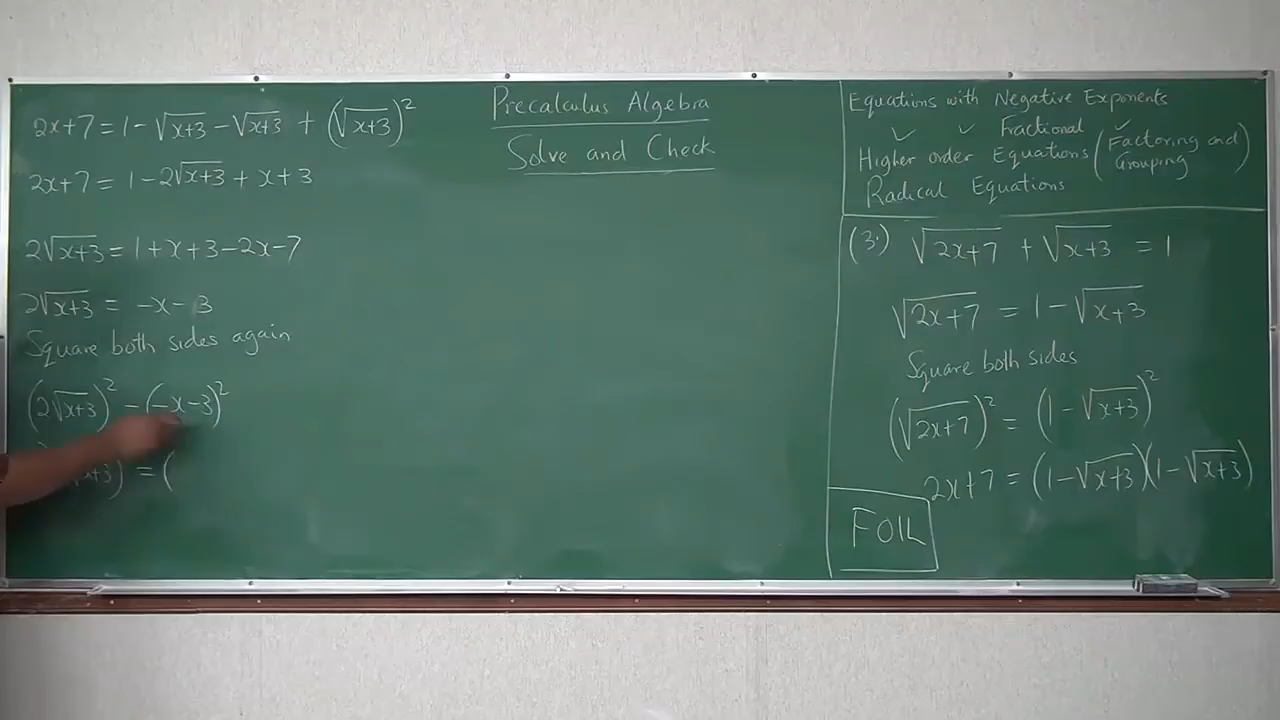 2x+7 = 1 - √(x+3) - √(x+3) + (√(x+3))²
2x+7 = 1 - 2√(x+3) + x + 3
2√(x+3) = 1 + x + 3 - 2x - 7
2√(x+3) = -x - 3
Square both sides again
(2√(x+3))² - (-x-3)²
x+3) = (
Precalculus Algebra
Solve and Check
Equations with Negative Exponents
✓ ✓ Fractional ✓
Higher order Equations (Factoring and Grouping)
Radical Equations
(3.) √(2x+7) + √(x+3) = 1
√(2x+7) = 1 - √(x+3)
Square both sides
(√(2x+7))² = (1 - √(x+3))²
2x+7 = (1-√(x+3))(1-√(x+3))
FOIL